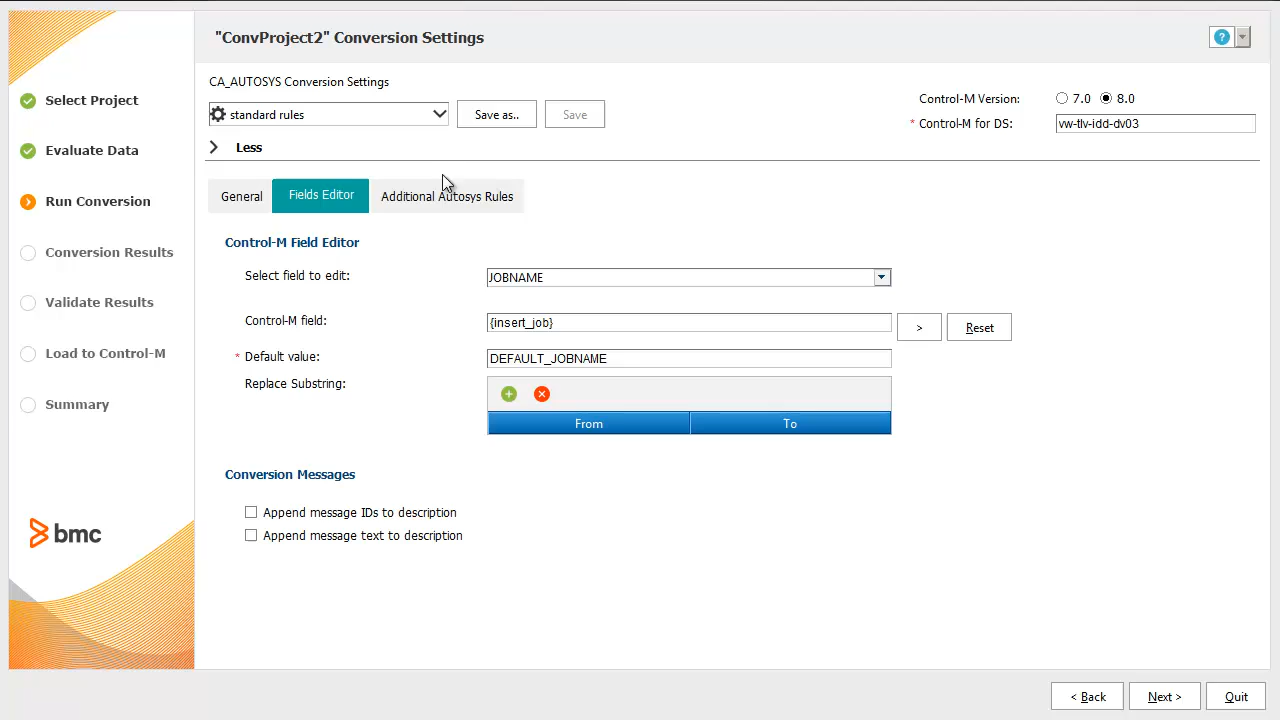 "ConvProject2" Conversion Settings
?
Select Project
Evaluate Data
Run Conversion
Conversion Results
Validate Results
Load to Control-M
Summary
bmc
CA_AUTOSYS Conversion Settings
standard rules
Save as..
Save
Control-M Version:
7.0
8.0
* Control-M for DS:
vw-tlv-idd-dv03
Less
General
Fields Editor
Additional Autosys Rules
Control-M Field Editor
Select field to edit:
JOBNAME
Control-M field:
{insert_job}
>
Reset
* Default value:
DEFAULT_JOBNAME
Replace Substring:
From
To
Conversion Messages
Append message IDs to description
Append message text to description
< Back
Next >
Quit